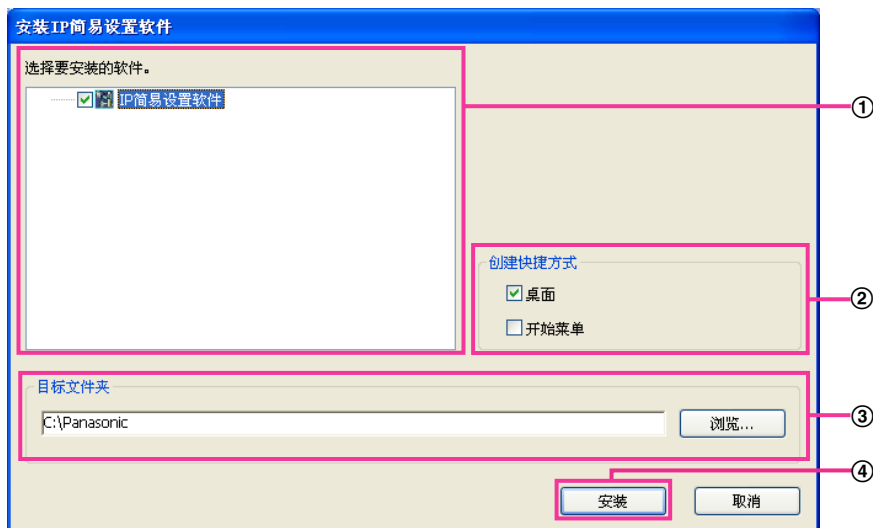 安装IP简易设置软件
选择要安装的软件。
IP简易设置软件
①
创建快捷方式
桌面
②
开始菜单
目标文件夹
C:\Panasonic
浏览...
③
④
安装
取消